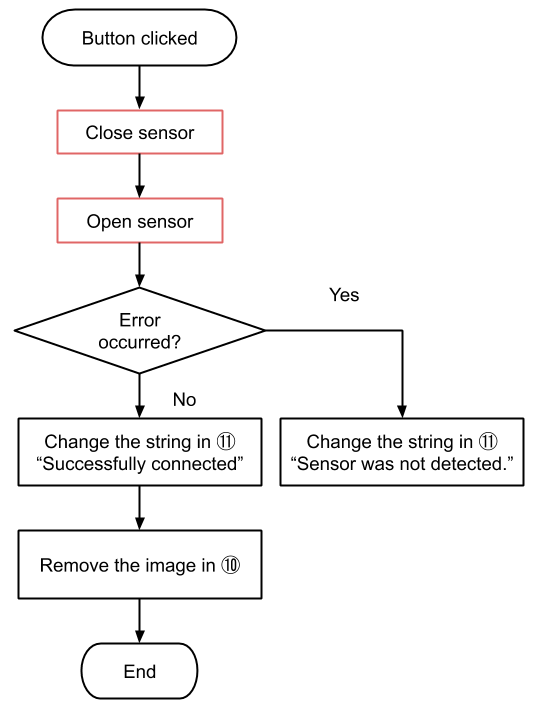 Button clicked
Close sensor
Open sensor
Error
occurred?
Yes
No
Change the string in ⑪
“Successfully connected”
Change the string in ⑪
“Sensor was not detected.”
Remove the image in ⑩
End